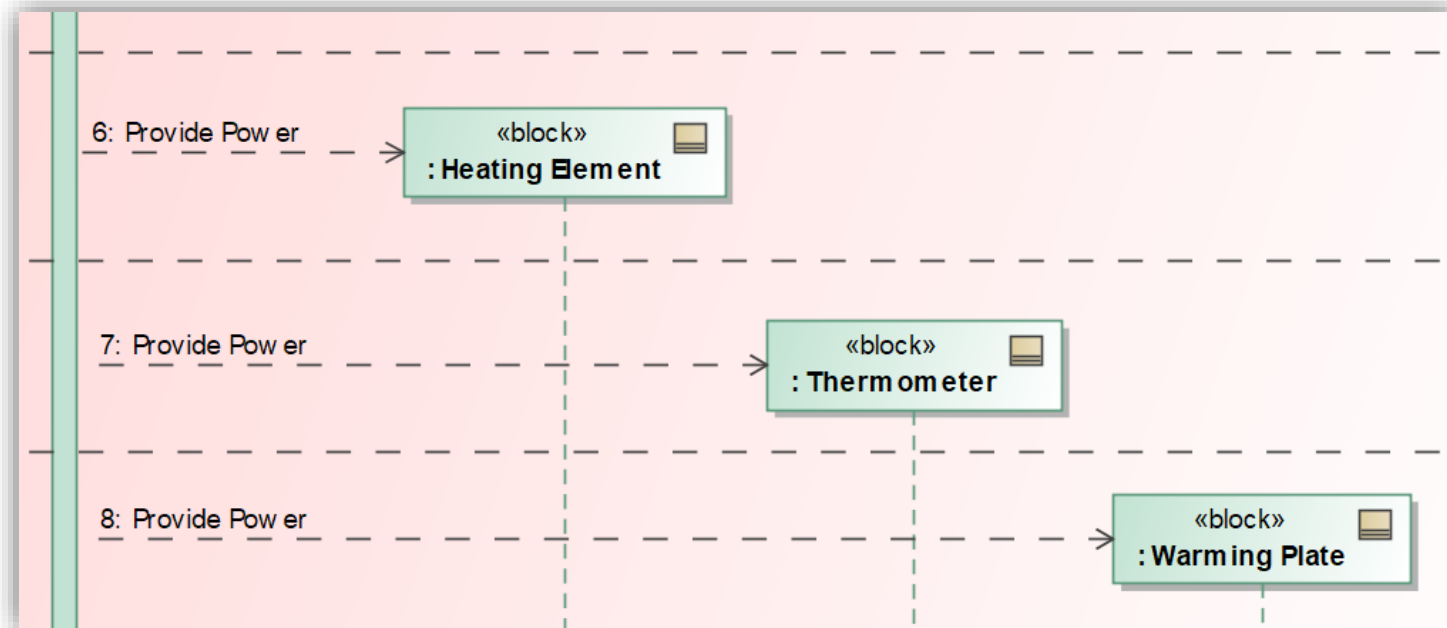 6: Provide Power
«block»
: Heating Element
7: Provide Power
«block»
: Thermometer
8: Provide Power
«block»
: Warming Plate